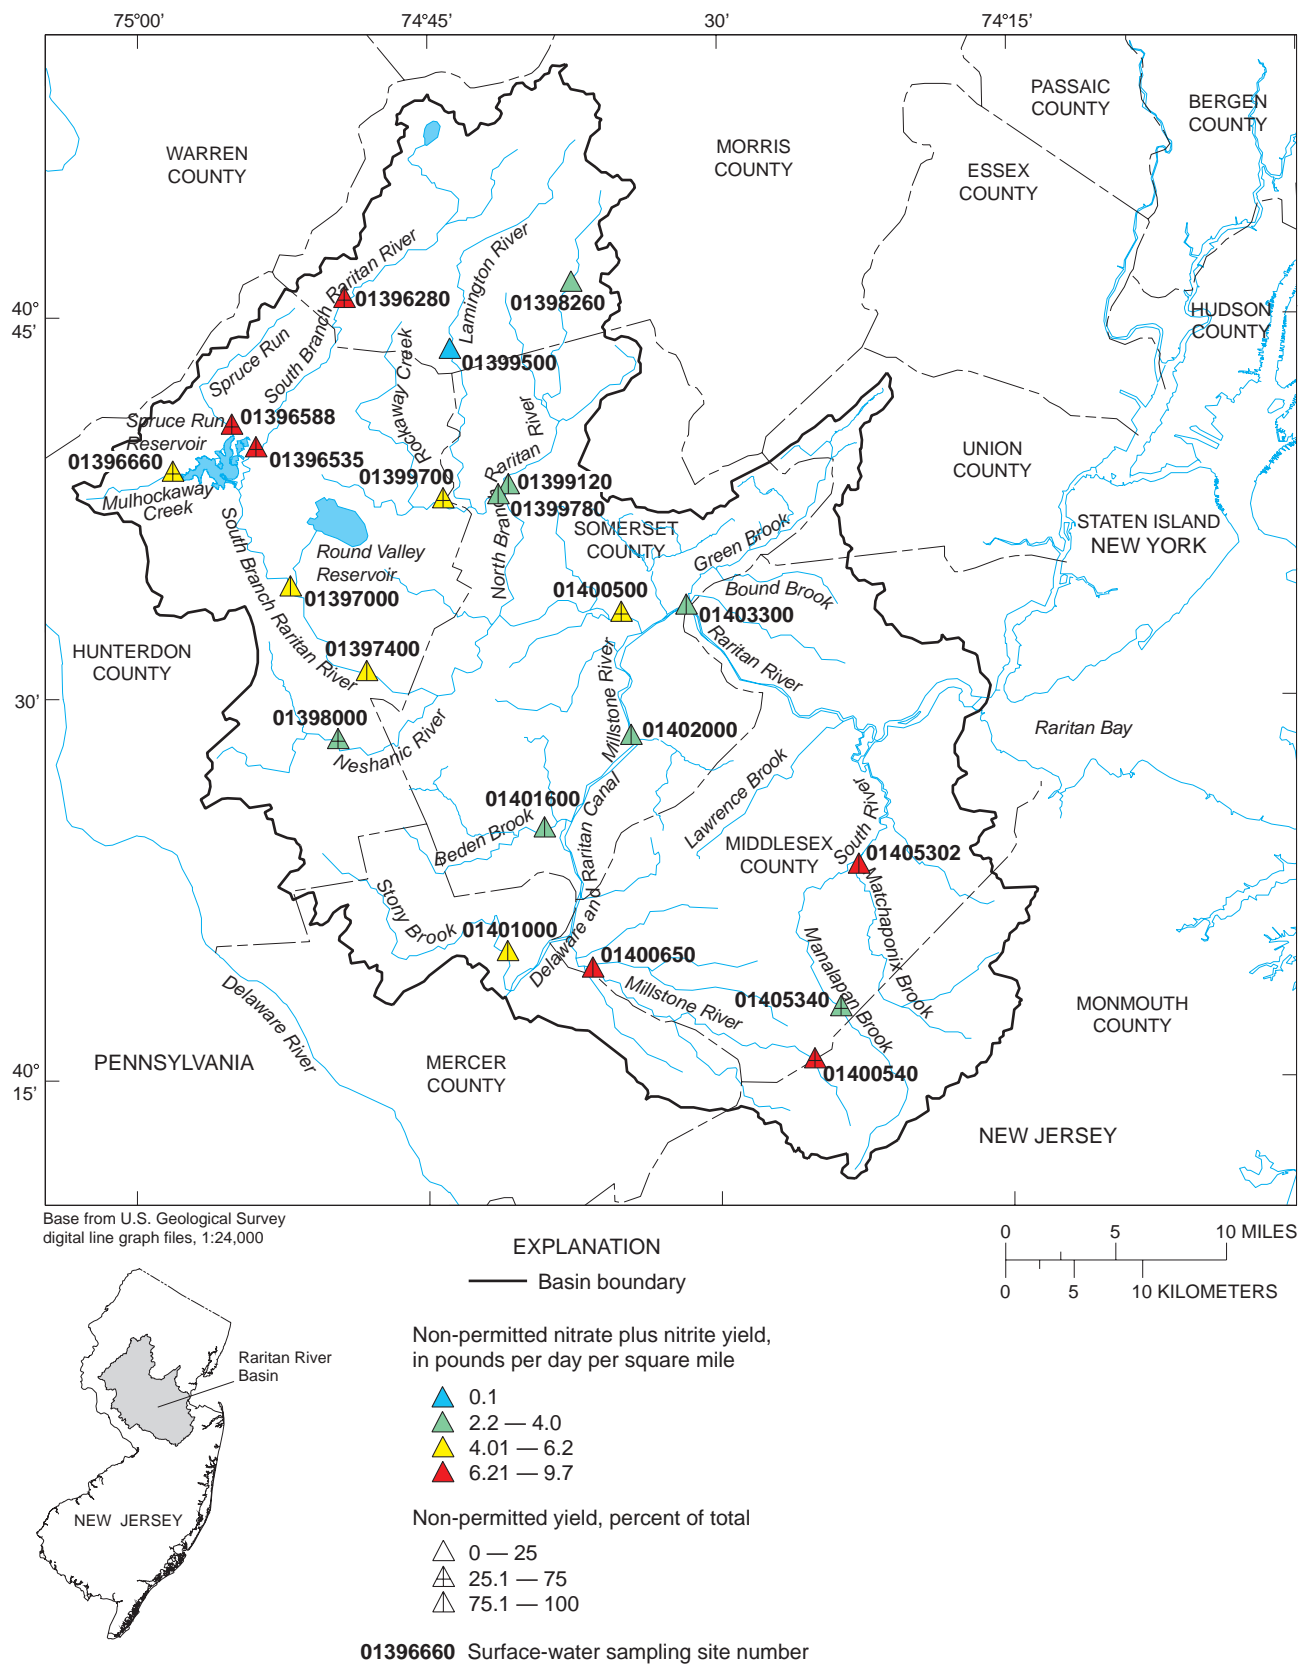 75°00’
74°45’
30’
74°15’
PASSAIC
COUNTY
BERGEN
COUNTY
WARREN
COUNTY
MORRIS
COUNTY
ESSEX
COUNTY
South Branch Raritan River
Lamington River
01396280
01398260
40°
45’
HUDSON
COUNTY
Spruce Run
Rockaway Creek
01399500
01396588
Spruce Run
Reservoir
01396535
01396660
Mulhockaway
Creek
01399700
North Branch Raritan River
01399120
01399780
UNION
COUNTY
SOMERSET
COUNTY
Green Brook
STATEN ISLAND
NEW YORK
Round Valley
Reservoir
South Branch Raritan River
01397000
01400500
Bound Brook
01403300
Raritan River
HUNTERDON
COUNTY
01397400
Millstone River
30’
01398000
Neshanic River
01402000
Raritan Bay
01401600
Beden Brook
Delaware and Raritan Canal
Lawrence Brook
MIDDLESEX
COUNTY
South River
01405302
Matchaponix Brook
Stony Brook
01401000
01400650
Manalapan Brook
Millstone River
01405340
MONMOUTH
COUNTY
Delaware River
PENNSYLVANIA
MERCER
COUNTY
01400540
40°
15’
NEW JERSEY
Base from U.S. Geological Survey
digital line graph files, 1:24,000
0 5 10 MILES
0 5 10 KILOMETERS
EXPLANATION
Basin boundary
Non-permitted nitrate plus nitrite yield,
in pounds per day per square mile
0.1
2.2 — 4.0
4.01 — 6.2
6.21 — 9.7
Non-permitted yield, percent of total
0 — 25
25.1 — 75
75.1 — 100
01396660 Surface-water sampling site number
Raritan River
Basin
NEW JERSEY